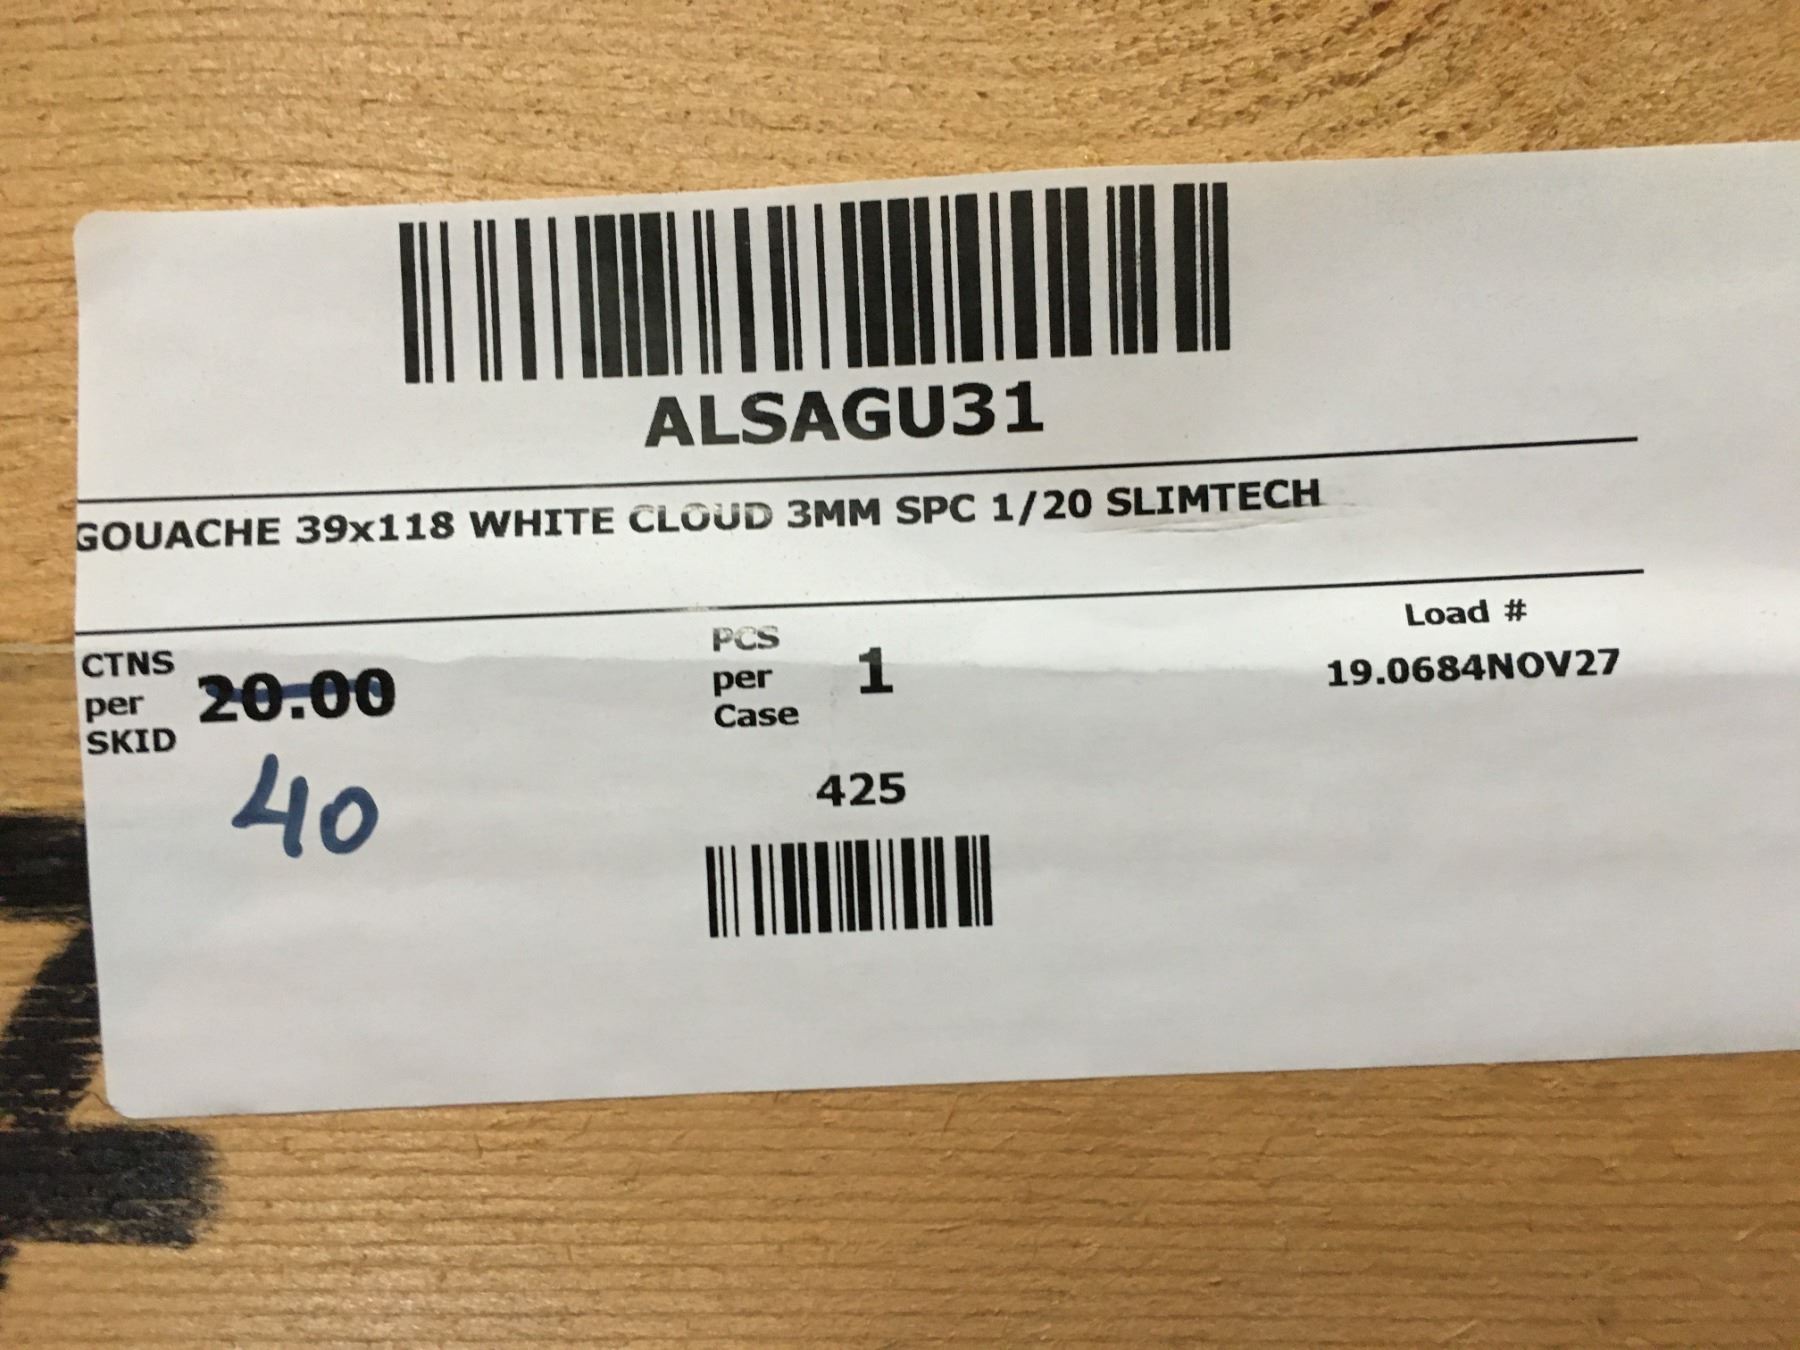 ALSAGU31
GOUACHE 39x118 WHITE CLOUD 3MM SPC 1/20 SLIMTECH
CTNS
per
SKID
20.00
40
PCS
per
Case
1
Load #
19.0684NOV27
425